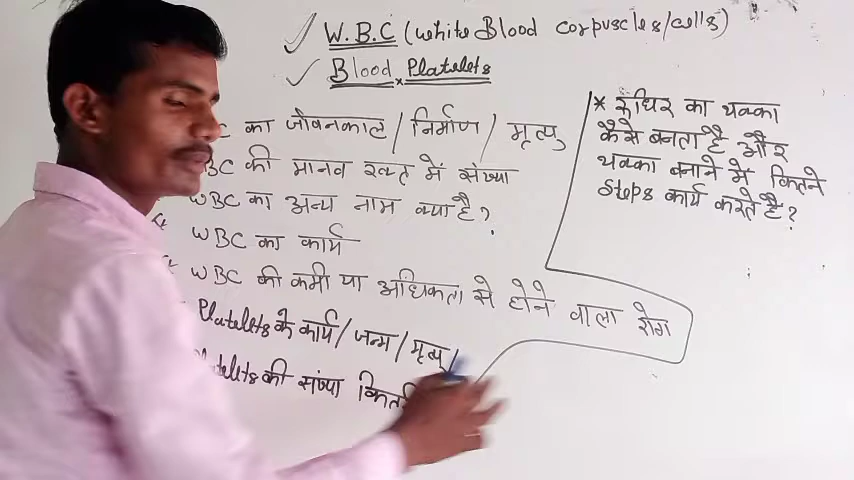 W.B.C (White Blood corpuscles/cells)
Blood Platelets
का जीवनकाल / निर्माण / मृत्यु
WBC की मानव रक्त में संख्या
WBC का अन्य नाम क्या है?
WBC का कार्य
WBC की कमी या अधिकता से होने वाला रोग
Platelets के कार्य / जन्म / मृत्यु /
की संख्या
* रुधिर का थक्का
कैसे बनता है और
थक्का बनाने में कितने
Steps कार्य करते हैं?